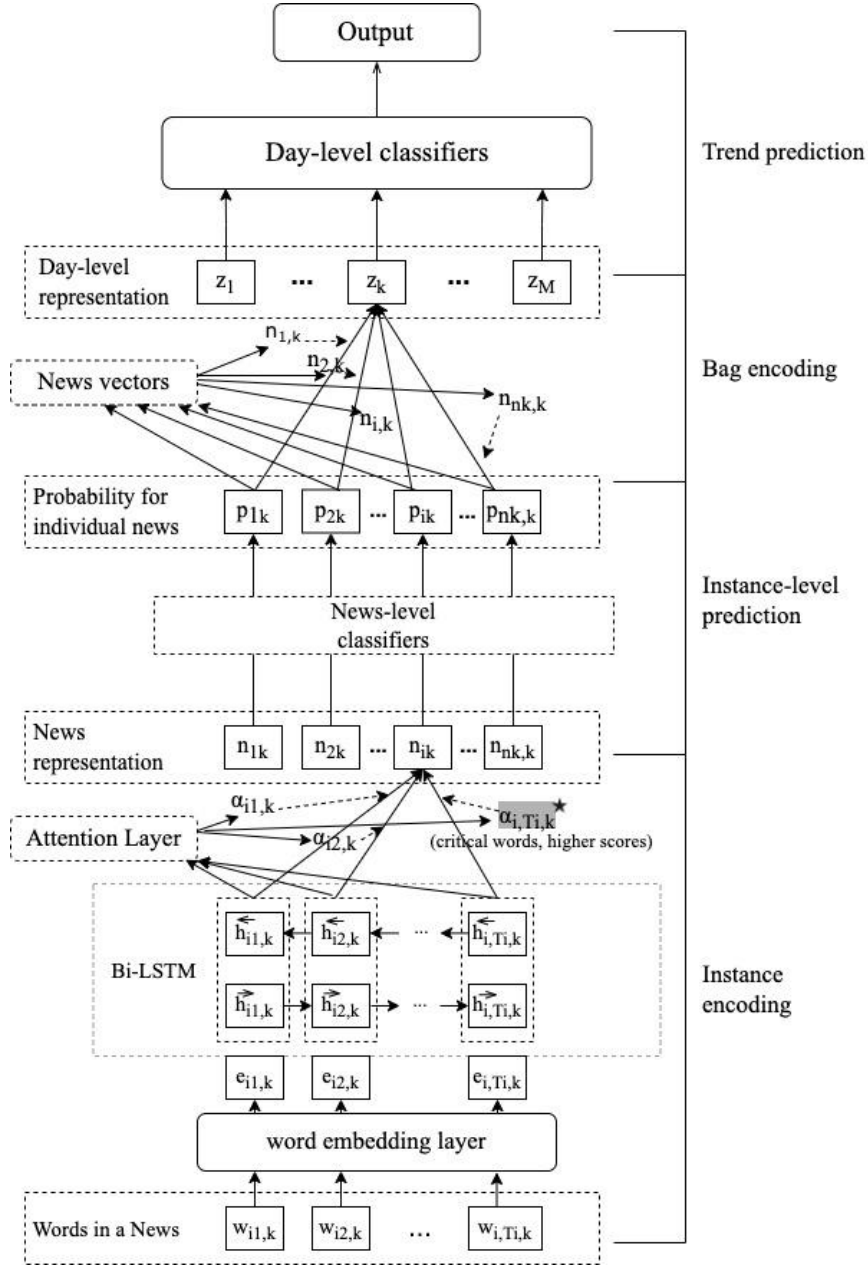 Output
Day-level classifiers
Trend prediction
Day-level
representation
z1 ... zk ... zM
n1,k
n2,k
News vectors
ni,k
nnk,k
Bag encoding
Probability for
individual news
p1k p2k ... pik ... pnk,k
News-level
classifiers
Instance-level
prediction
News
representation
n1k n2k ... nik ... nnk,k
αi1,k
αi2,k
αi,Ti,k★
(critical words, higher scores)
Attention Layer
Bi-LSTM
←hi1,k ←hi2,k ... ←hi,Ti,k
→hi1,k →hi2,k ... →hi,Ti,k
Instance
encoding
ei1,k ei2,k ei,Ti,k
word embedding layer
Words in a News
wi1,k wi2,k ... wi,Ti,k